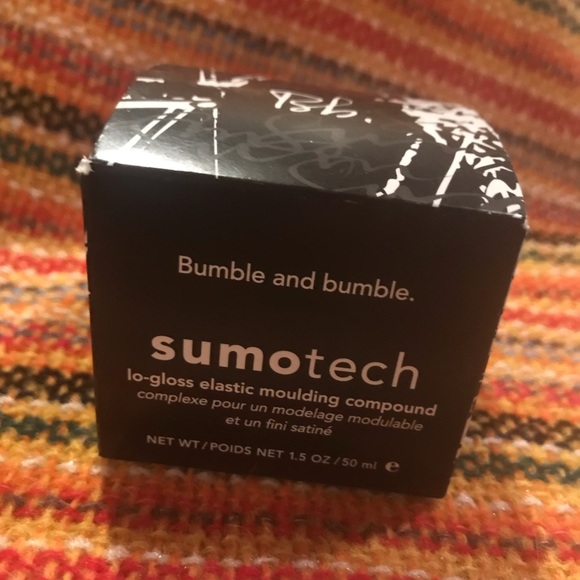 Bb.
Bumble and bumble.
sumotech
lo-gloss elastic moulding compound
complexe pour un modelage modulable
et un fini satiné
NET WT/POIDS NET 1.5 OZ/50 ml ℮